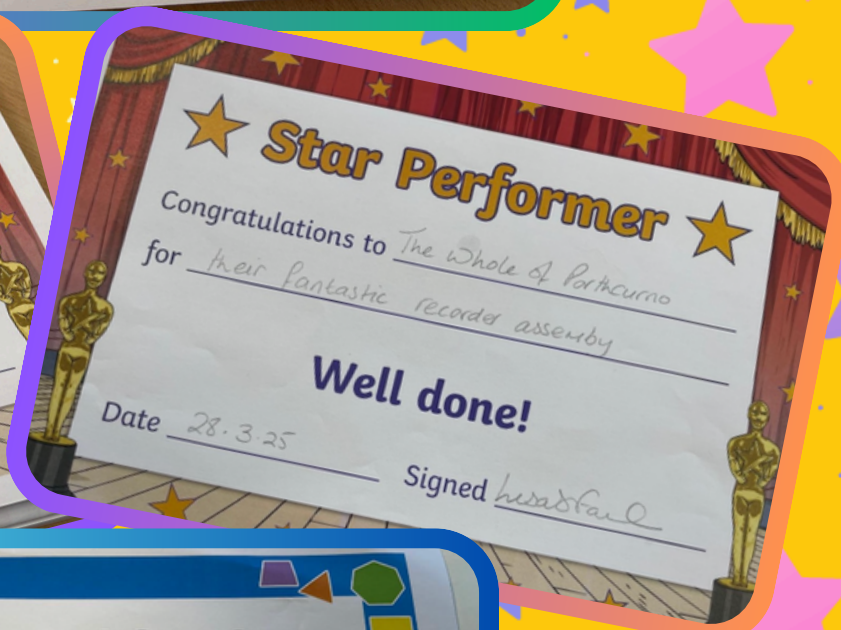 Star Performer
Congratulations to The Whole of Porthcurno
for their fantastic recorder assemby
Well done!
Date 28.3.25
Signed